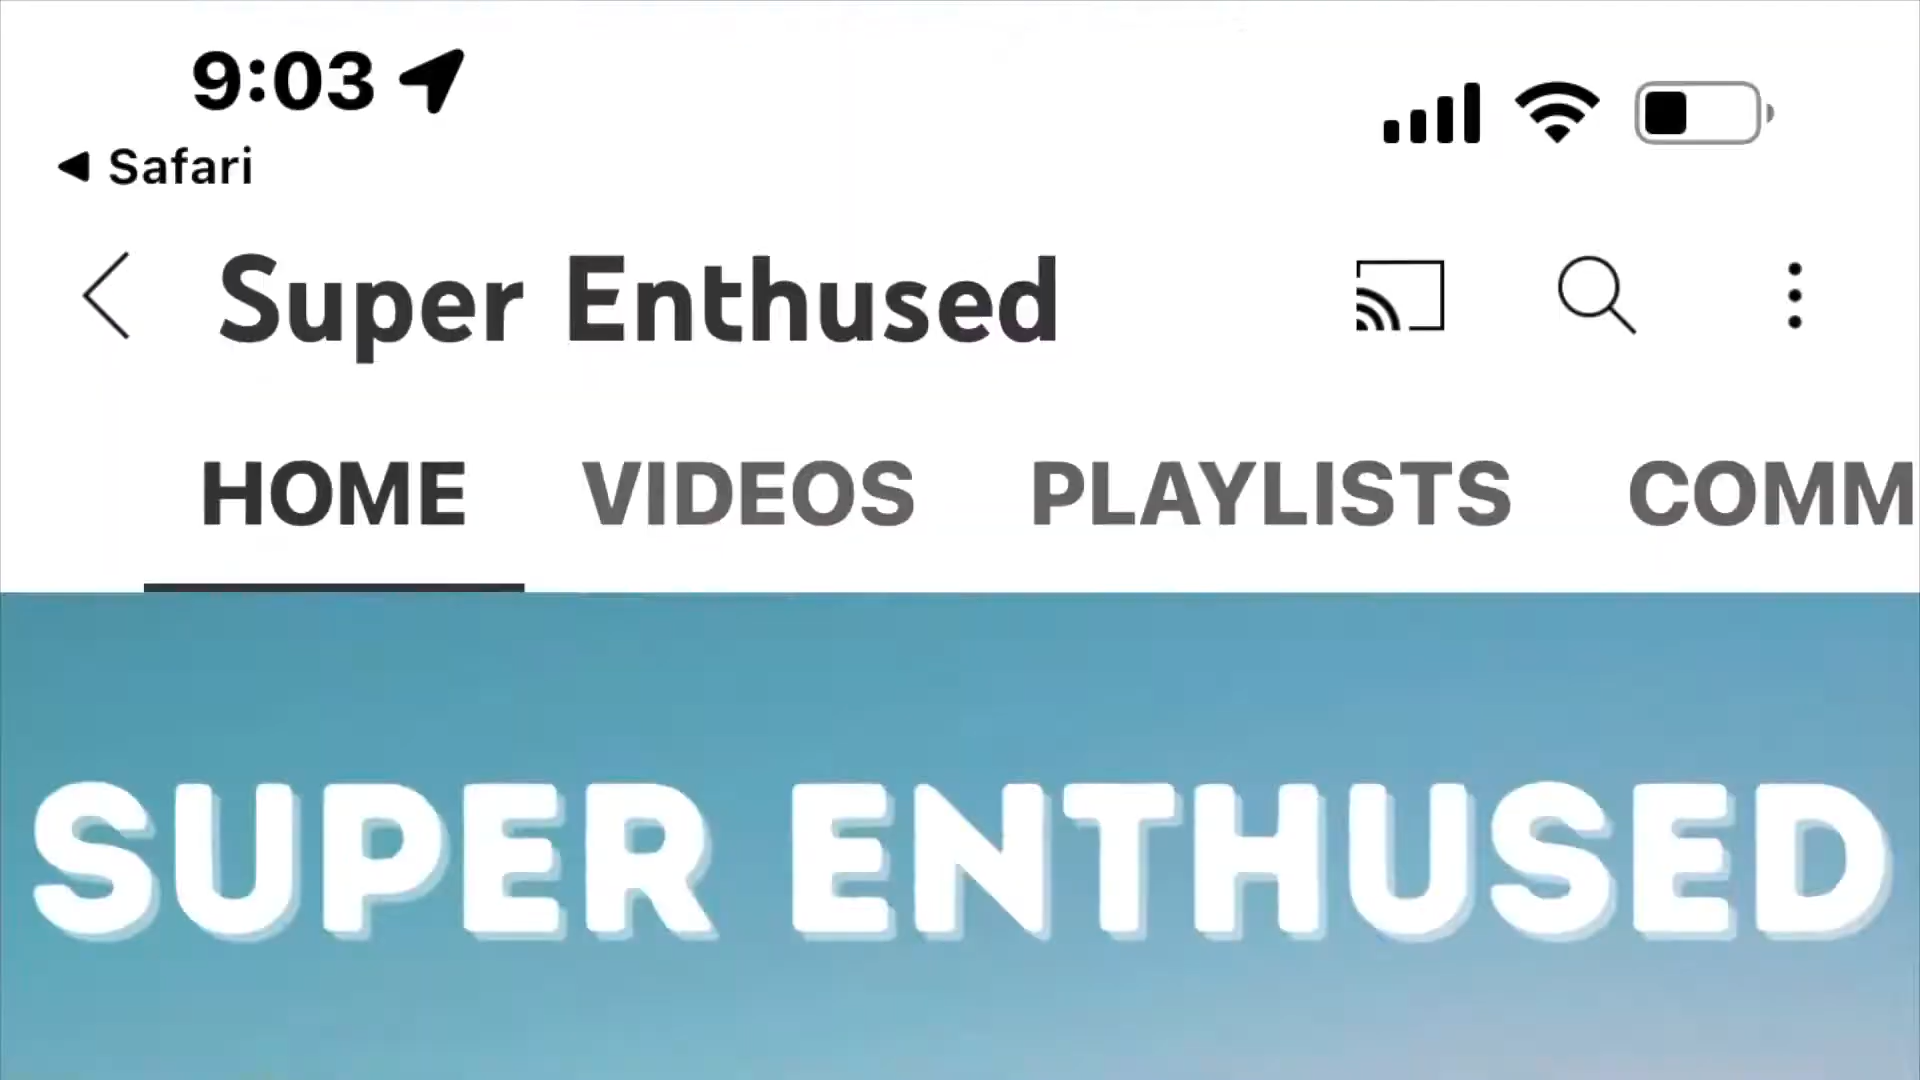 9:03
Safari
Super Enthused
HOME VIDEOS PLAYLISTS COMM
SUPER ENTHUSED